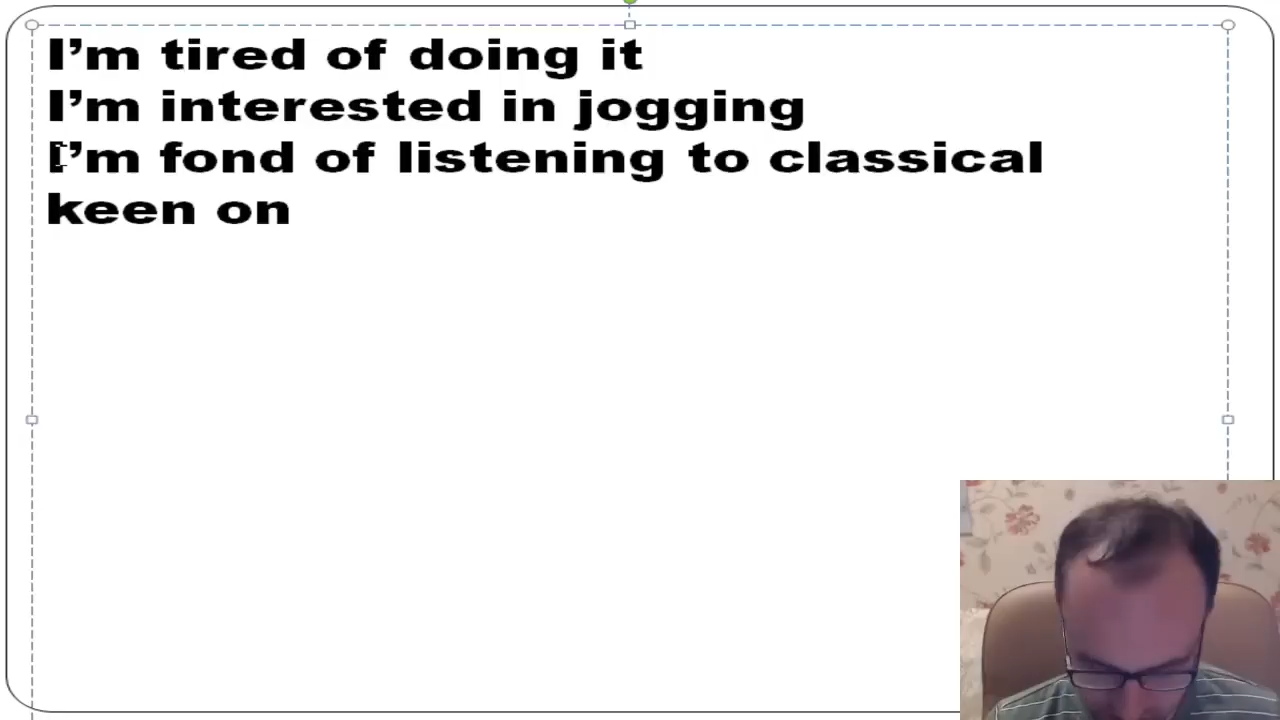 I’m tired of doing it
I’m interested in jogging
I’m fond of listening to classical
keen on